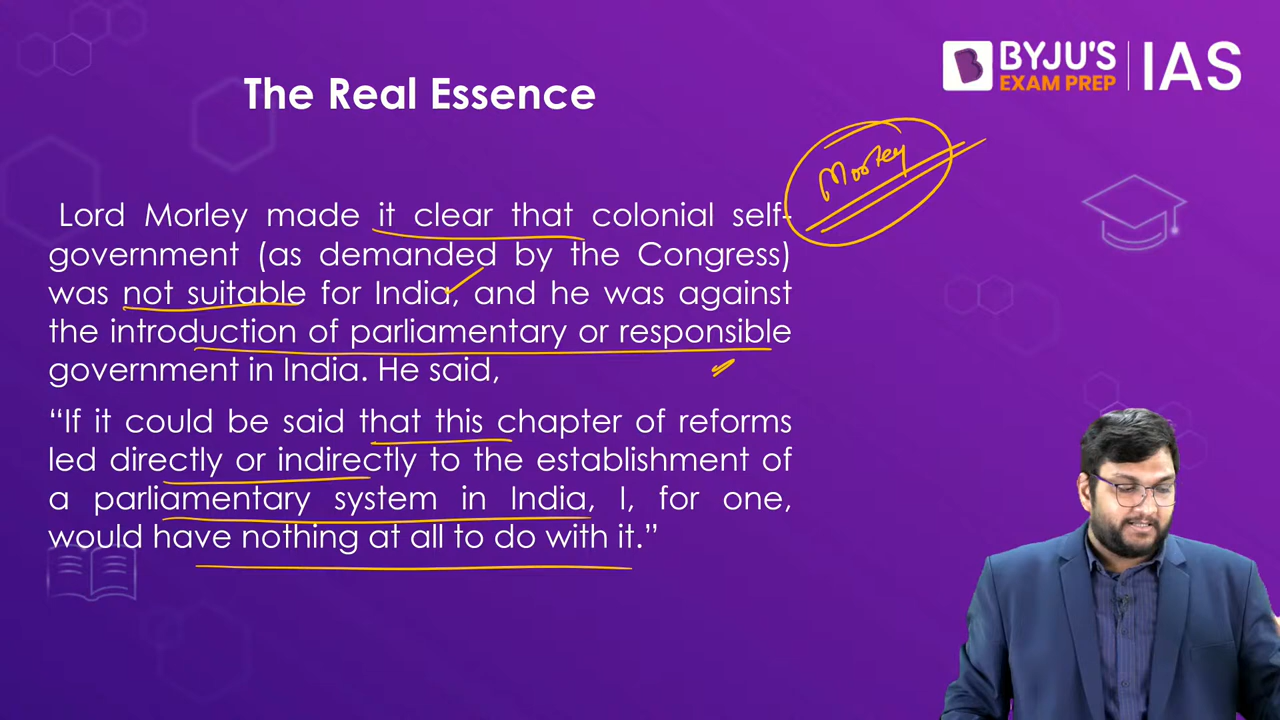 The Real Essence
BYJU'S
EXAM PREP
IAS
Morley
Lord Morley made it clear that colonial self-
government (as demanded by the Congress)
was not suitable for India, and he was against
the introduction of parliamentary or responsible
government in India. He said,
“If it could be said that this chapter of reforms
led directly or indirectly to the establishment of
a parliamentary system in India, I, for one,
would have nothing at all to do with it.”